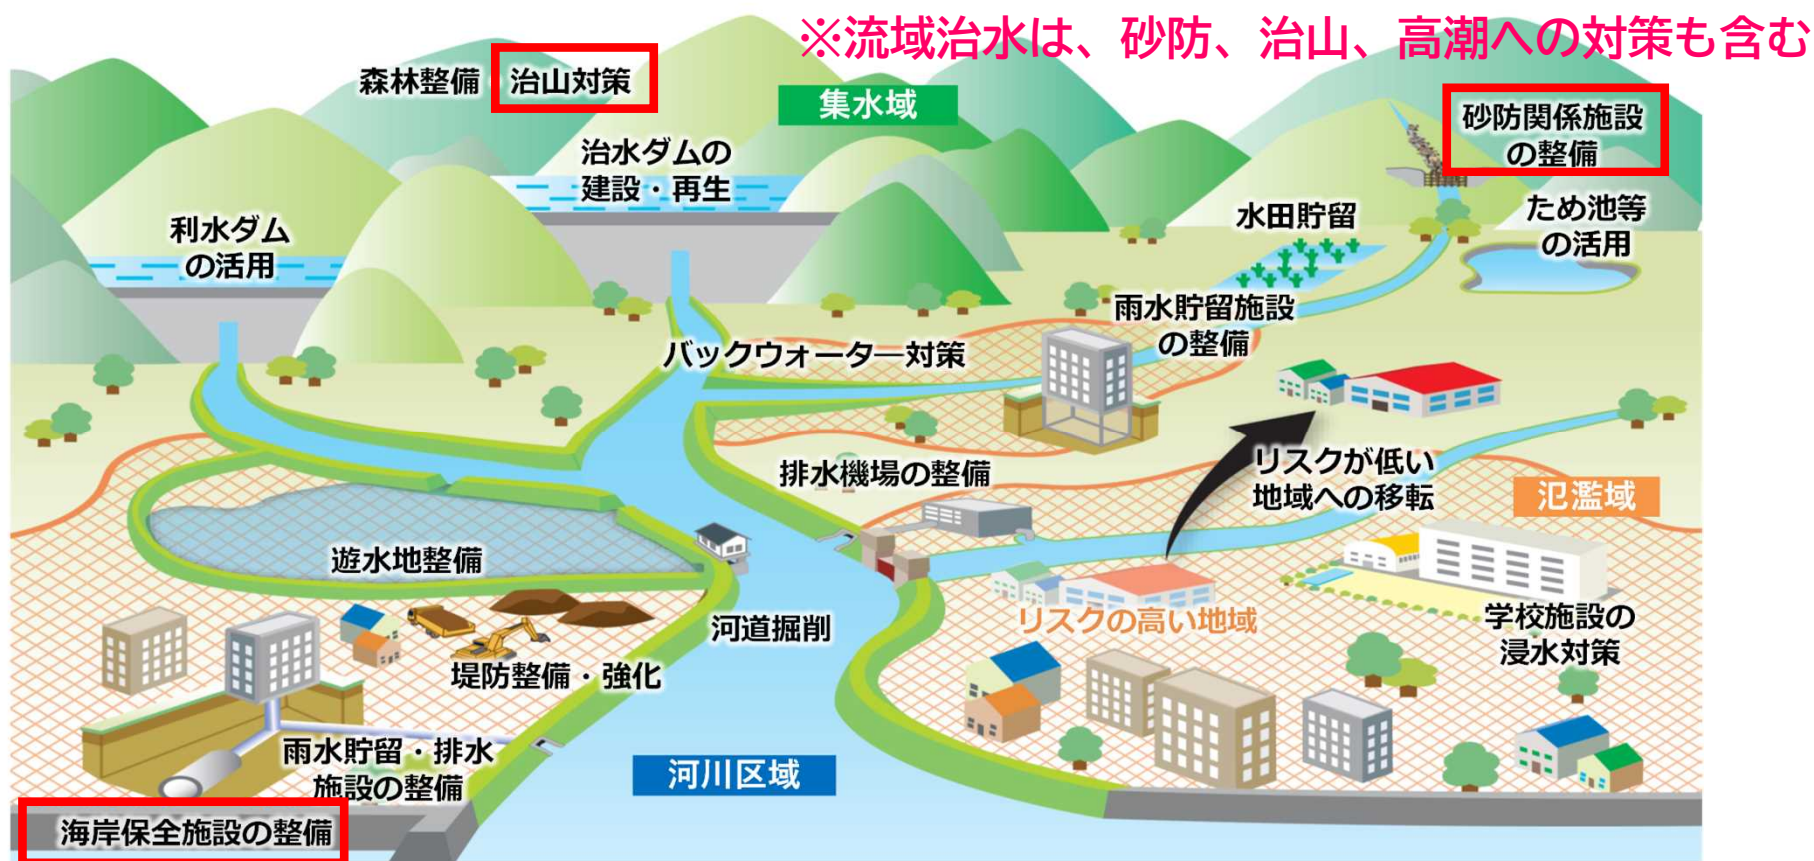 ※流域治水は、砂防、治山、高潮への対策も含む
森林整備・治山対策
集水域
砂防関係施設
の整備
治水ダムの
建設・再生
利水ダム
の活用
水田貯留
ため池等
の活用
雨水貯留施設
の整備
バックウォーター対策
排水機場の整備
リスクが低い
地域への移転
氾濫域
遊水地整備
河道掘削
リスクの高い地域
学校施設の
浸水対策
堤防整備・強化
雨水貯留・排水
施設の整備
河川区域
海岸保全施設の整備